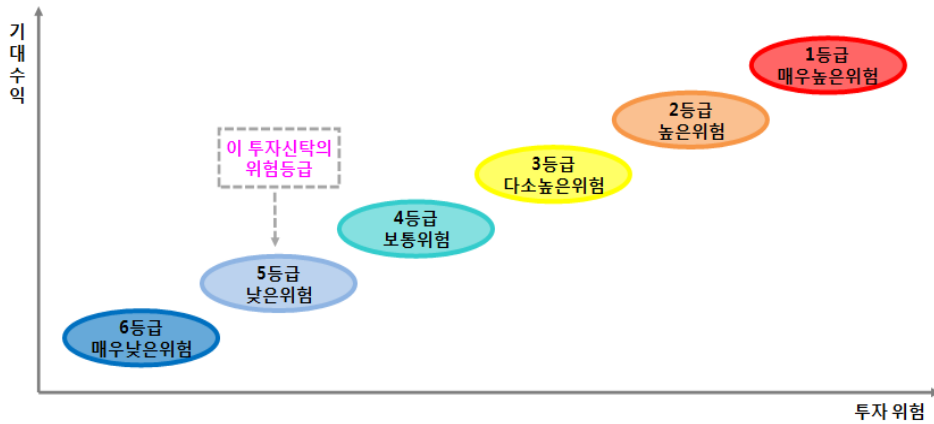 기대수익
1등급
매우높은위험
2등급
높은위험
이 투자신탁의
위험등급
3등급
다소높은위험
4등급
보통위험
5등급
낮은위험
6등급
매우낮은위험
투자 위험